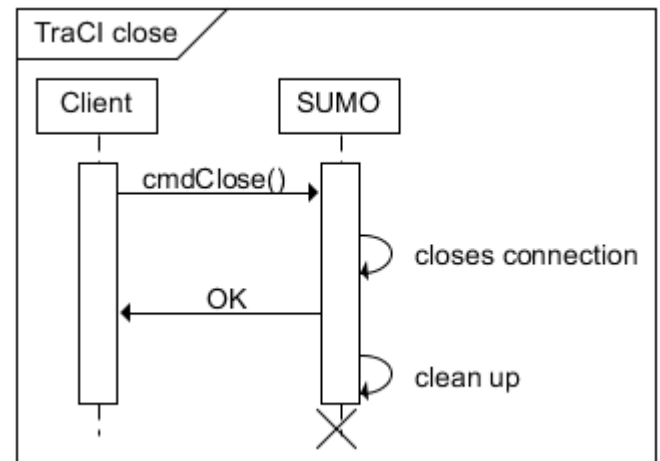 TraCI close
Client
SUMO
cmdClose()
closes connection
OK
clean up